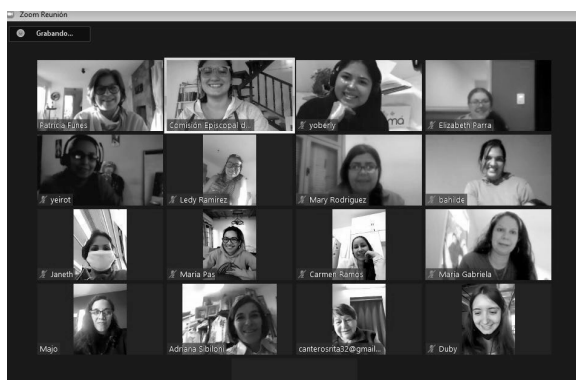 Zoom Reunión
Grabando...
Patricia Funes
Comisión Episcopal d...
yoberly
Elizabeth Parra
yeirot
Ledy Ramirez
Mary Rodriguez
bahilde
Janeth
Maria Pas
Carmen Ramos
Maria Gabriela
Majo
Adriana Sibiloni
canterosrita32@gmail...
Duby